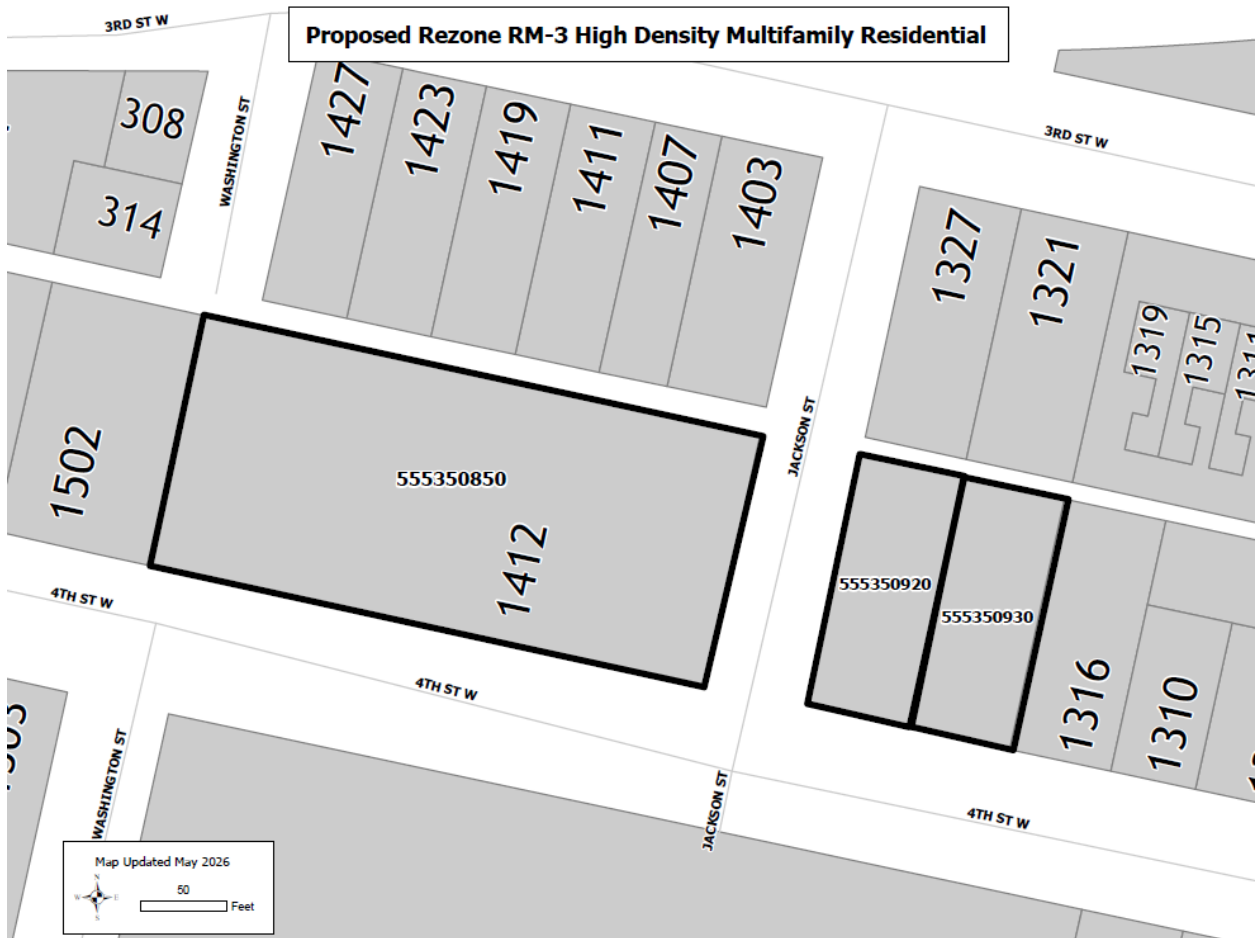 Proposed Rezone RM-3 High Density Multifamily Residential
3RD ST W
WASHINGTON ST
308
314
1427
1423
1419
1411
1407
1403
3RD ST W
1327
1321
1319
1315
JACKSON ST
1502
555350850
1412
555350920
555350930
1316
1310
4TH ST W
4TH ST W
4TH ST W
WASHINGTON ST
JACKSON ST
Map Updated May 2026
N
W E
S
50
Feet